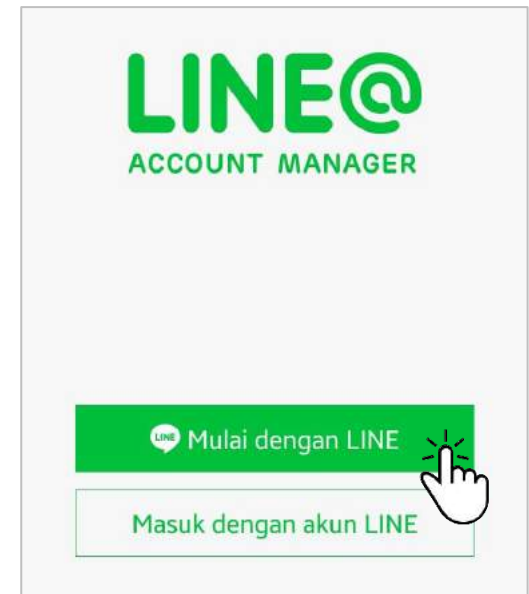 LINE@
ACCOUNT MANAGER
LINE Mulai dengan LINE
Masuk dengan akun LINE